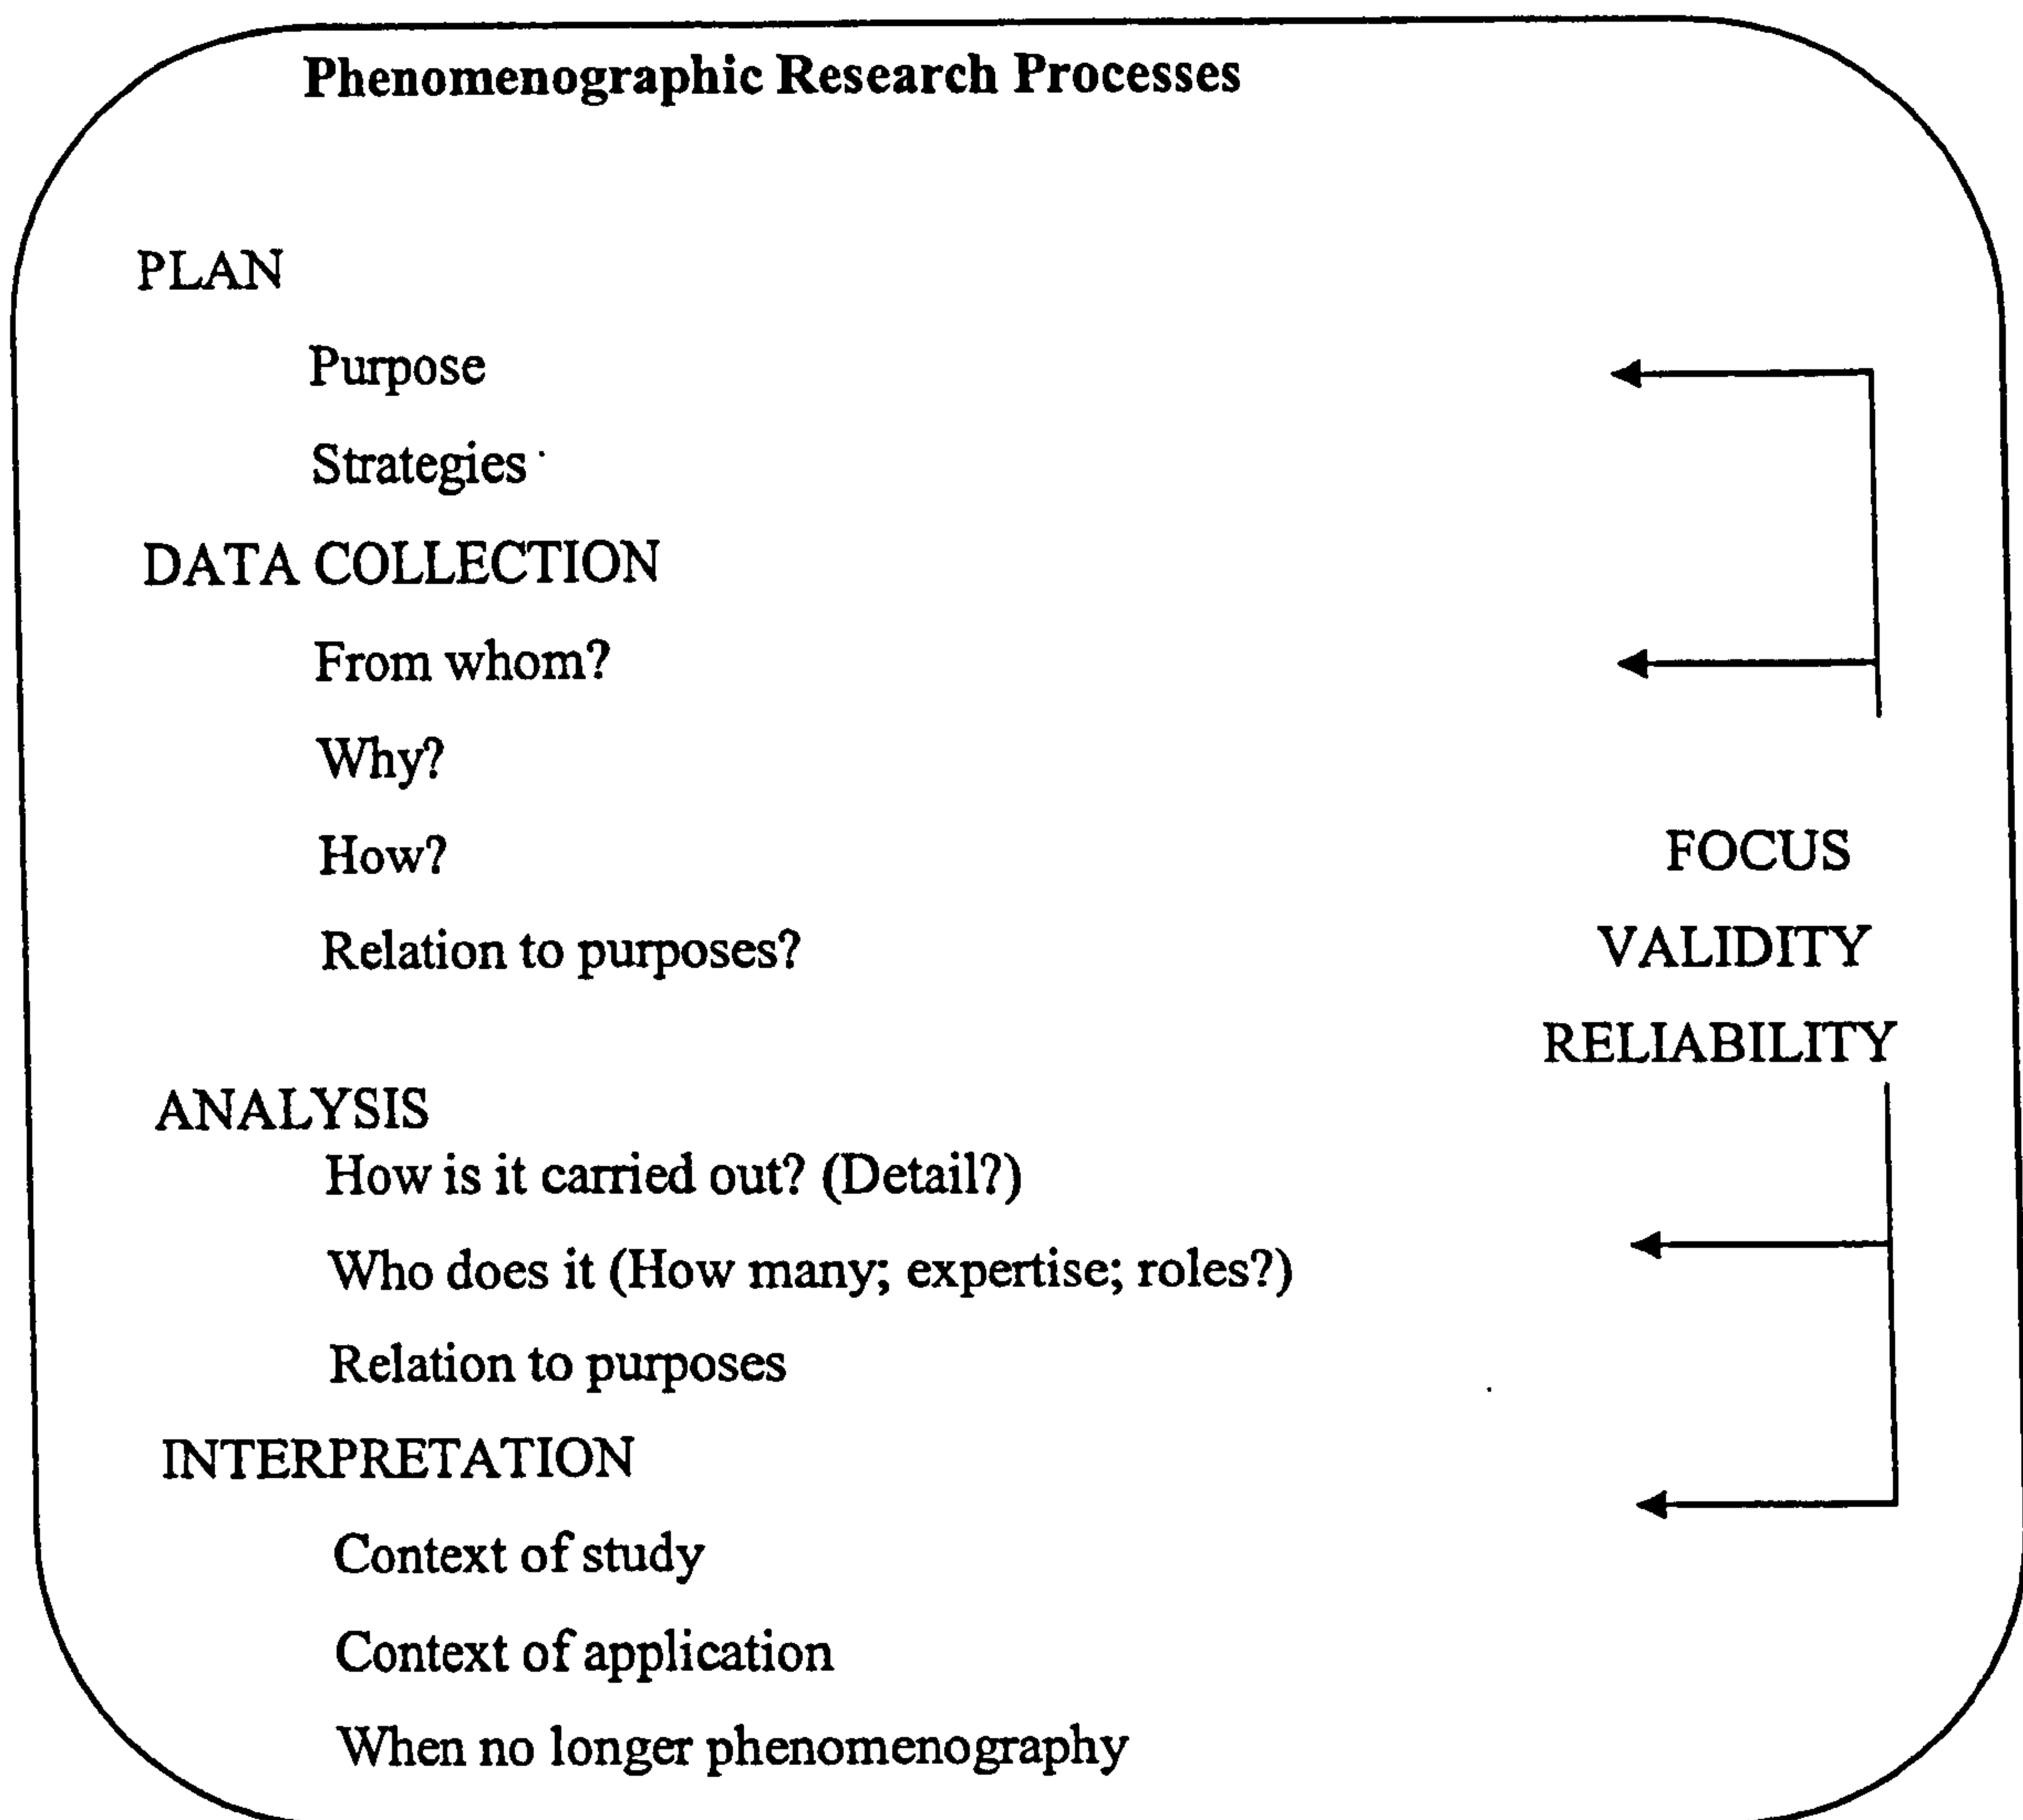 Phenomenographic Research Processes
PLAN
Purpose
Strategies
DATA COLLECTION
From whom?
Why?
How?
FOCUS
Relation to purposes?
VALIDITY
RELIABILITY
ANALYSIS
How is it carried out? (Detail?)
Who does it (How many; expertise; roles?)
Relation to purposes
INTERPRETATION
Context of study
Context of application
When no longer phenomenography